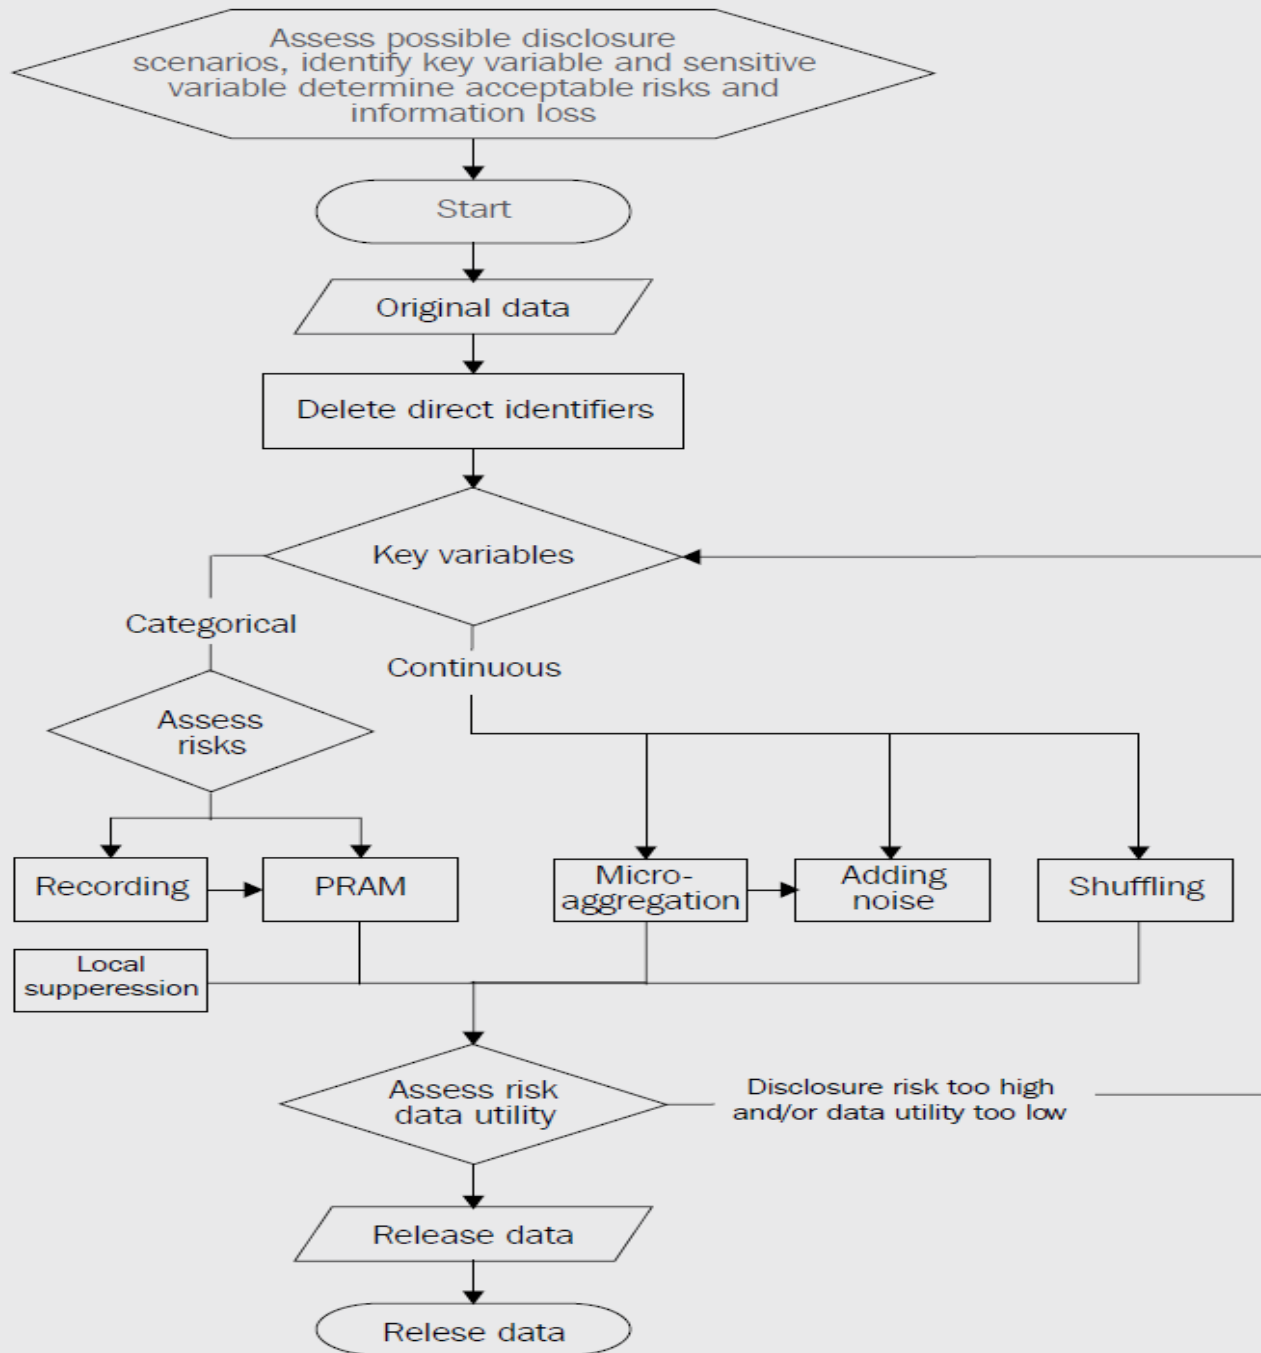 Assess possible disclosure
scenarios, identify key variable and sensitive
variable determine acceptable risks and
information loss
Start
Original data
Delete direct identifiers
Key variables
Categorical
Continuous
Assess
risks
Recording
PRAM
Micro-
aggregation
Adding
noise
Shuffling
Local
supperession
Assess risk
data utility
Disclosure risk too high
and/or data utility too low
Release data
Relese data